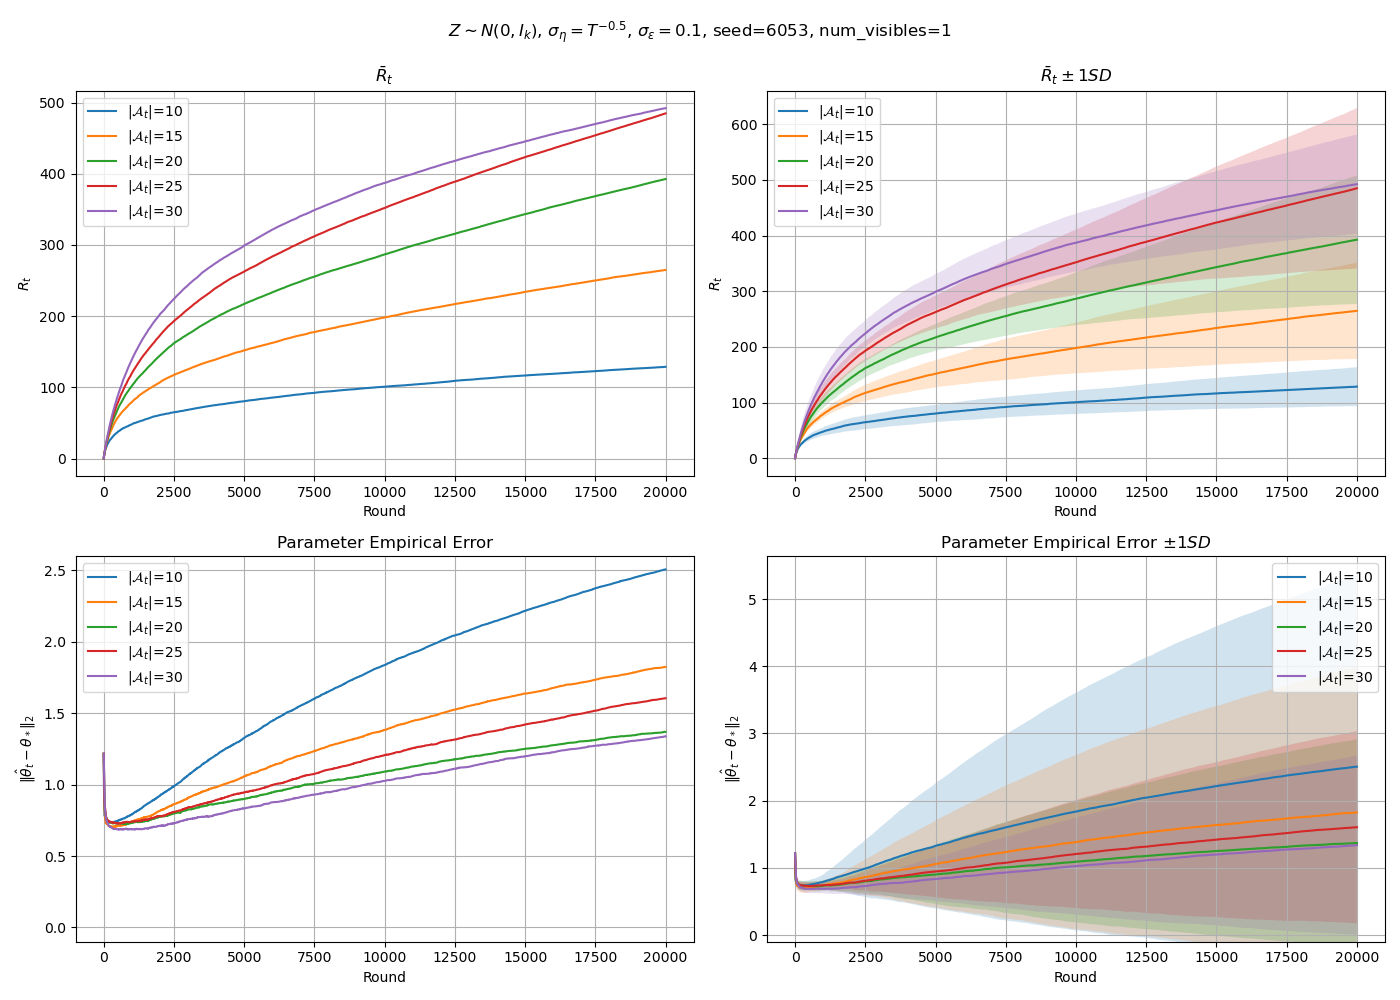 Z ~ N(0, I_k), σ_η = T^{−0.5}, σ_ε = 0.1, seed=6053, num_visibles=1
R̄_t
R_t
500
400
300
200
100
0
|𝒜_t|=10
|𝒜_t|=15
|𝒜_t|=20
|𝒜_t|=25
|𝒜_t|=30
0 2500 5000 7500 10000 12500 15000 17500 20000
Round
R̄_t ± 1SD
R_t
600
500
400
300
200
100
0
|𝒜_t|=10
|𝒜_t|=15
|𝒜_t|=20
|𝒜_t|=25
|𝒜_t|=30
0 2500 5000 7500 10000 12500 15000 17500 20000
Round
Parameter Empirical Error
‖θ̂_t − θ_*‖_2
2.5
2.0
1.5
1.0
0.5
0.0
|𝒜_t|=10
|𝒜_t|=15
|𝒜_t|=20
|𝒜_t|=25
|𝒜_t|=30
0 2500 5000 7500 10000 12500 15000 17500 20000
Round
Parameter Empirical Error ±1SD
‖θ̂_t − θ_*‖_2
5
4
3
2
1
0
|𝒜_t|=10
|𝒜_t|=15
|𝒜_t|=20
|𝒜_t|=25
|𝒜_t|=30
0 2500 5000 7500 10000 12500 15000 17500 20000
Round